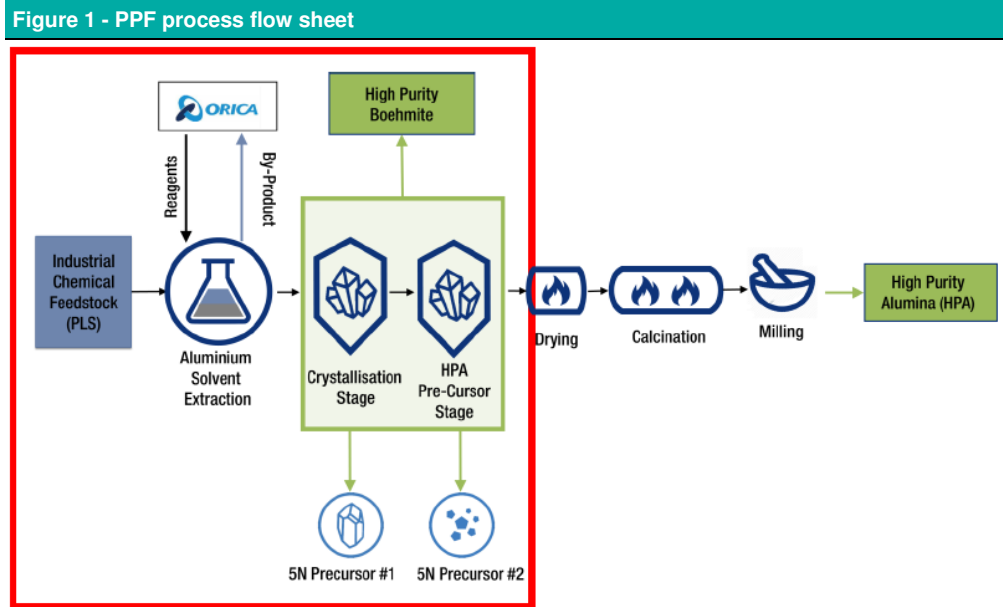 Figure 1 - PPF process flow sheet
ORICA
High Purity
Boehmite
Reagents
By-Product
Industrial
Chemical
Feedstock
(PLS)
Aluminium
Solvent
Extraction
Crystallisation
Stage
HPA
Pre-Cursor
Stage
Drying
Calcination
Milling
High Purity
Alumina (HPA)
5N Precursor #1
5N Precursor #2